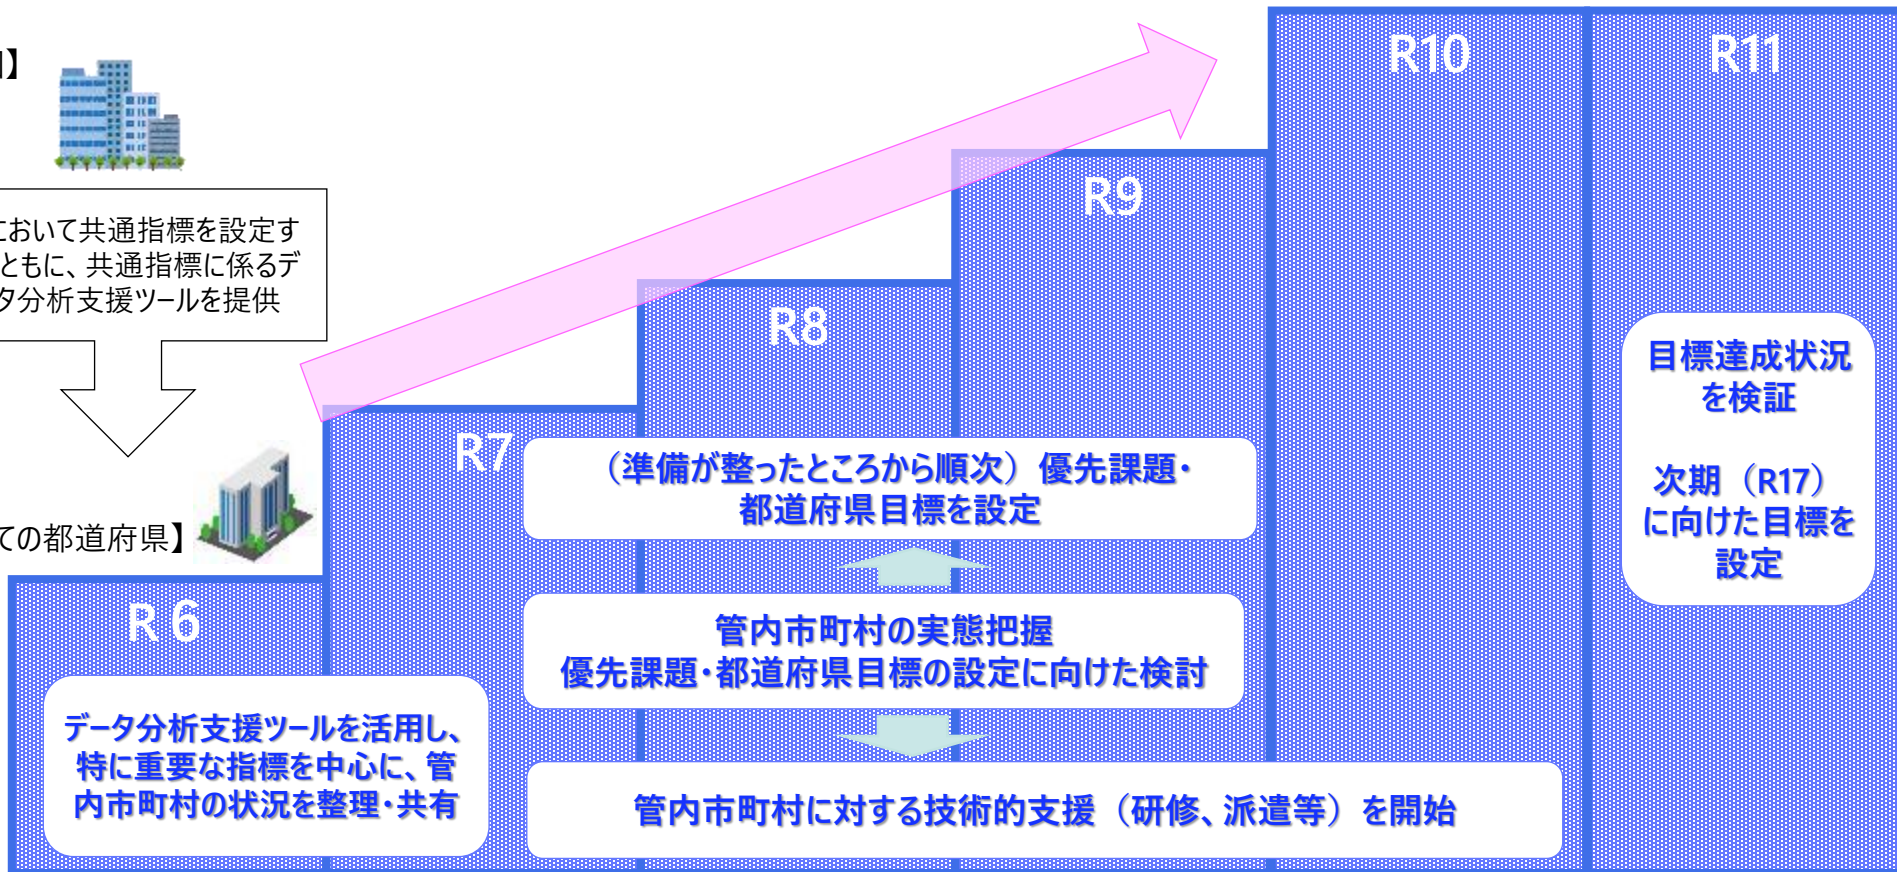 】
において共通指標を設定す
ともに、共通指標に係るデ
タ分析支援ツールを提供
ての都道府県】
R 6
データ分析支援ツールを活用し、
特に重要な指標を中心に、管
内市町村の状況を整理・共有
R7
R8
R9
（準備が整ったところから順次）優先課題・
都道府県目標を設定
管内市町村の実態把握
優先課題・都道府県目標の設定に向けた検討
管内市町村に対する技術的支援（研修、派遣等）を開始
R10
R11
目標達成状況
を検証
次期（R17）
に向けた目標を
設定